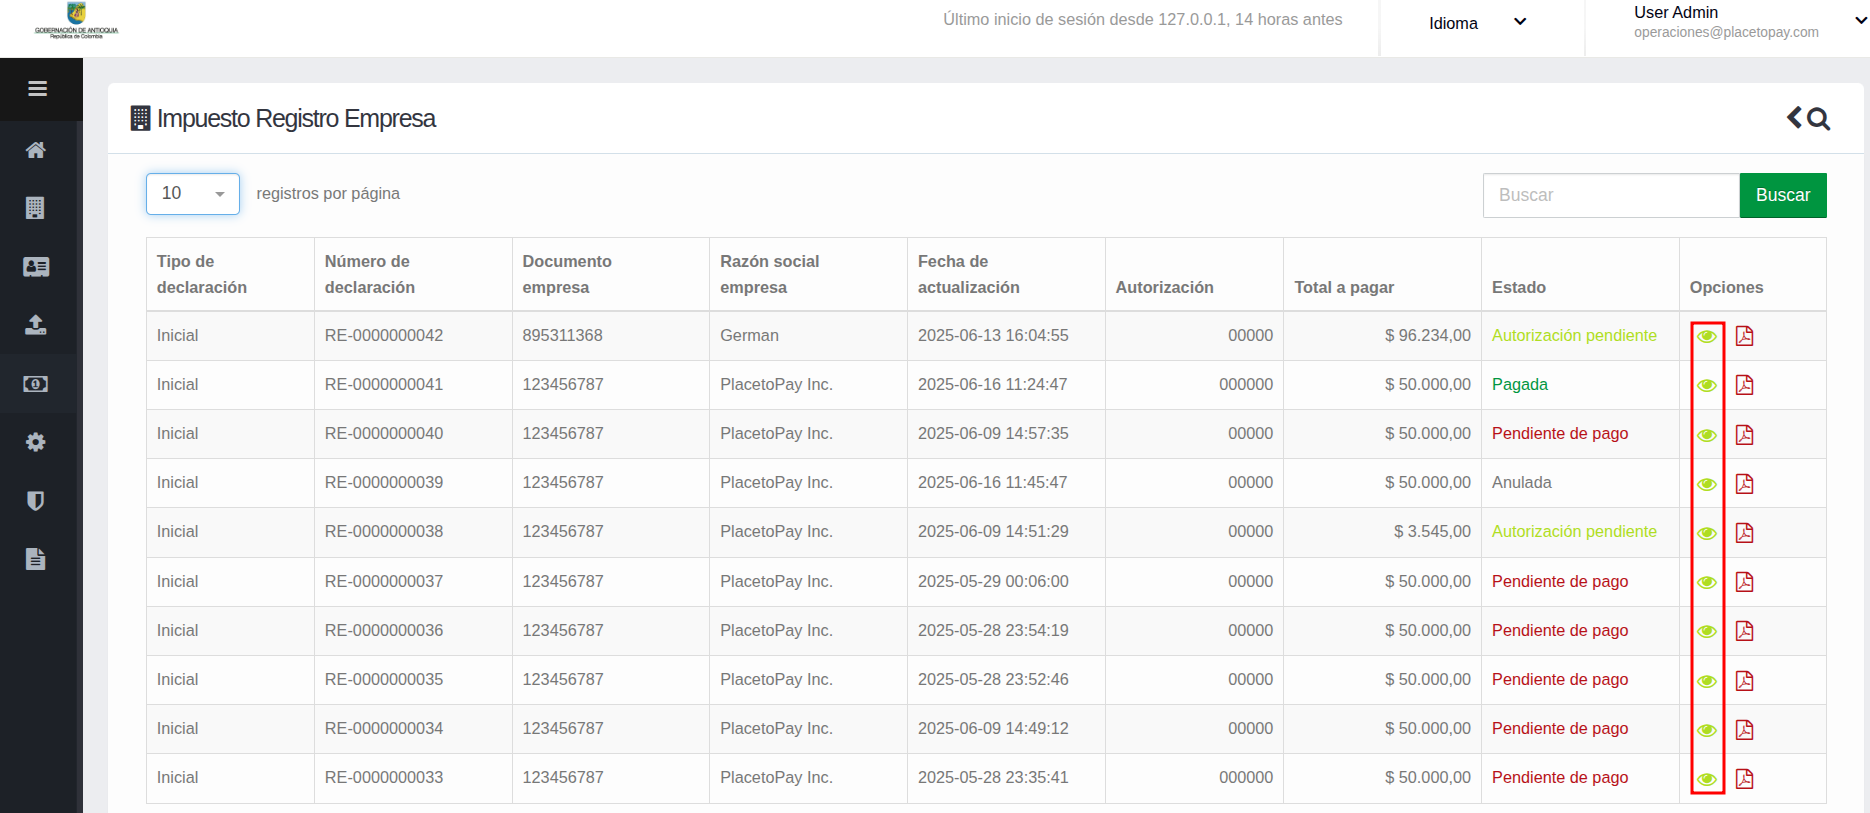 GOBERNACIÓN DE ANTIOQUIA
República de Colombia
Último inicio de sesión desde 127.0.0.1, 14 horas antes
Idioma
User Admin
operaciones@placetopay.com
Impuesto Registro Empresa
10 registros por página
Buscar Buscar
Tipo de declaración Número de declaración Documento empresa Razón social empresa Fecha de actualización Autorización Total a pagar Estado Opciones
Inicial RE-0000000042 895311368 German 2025-06-13 16:04:55 00000 $ 96.234,00 Autorización pendiente
Inicial RE-0000000041 123456787 PlacetoPay Inc. 2025-06-16 11:24:47 000000 $ 50.000,00 Pagada
Inicial RE-0000000040 123456787 PlacetoPay Inc. 2025-06-09 14:57:35 00000 $ 50.000,00 Pendiente de pago
Inicial RE-0000000039 123456787 PlacetoPay Inc. 2025-06-16 11:45:47 00000 $ 50.000,00 Anulada
Inicial RE-0000000038 123456787 PlacetoPay Inc. 2025-06-09 14:51:29 00000 $ 3.545,00 Autorización pendiente
Inicial RE-0000000037 123456787 PlacetoPay Inc. 2025-05-29 00:06:00 00000 $ 50.000,00 Pendiente de pago
Inicial RE-0000000036 123456787 PlacetoPay Inc. 2025-05-28 23:54:19 00000 $ 50.000,00 Pendiente de pago
Inicial RE-0000000035 123456787 PlacetoPay Inc. 2025-05-28 23:52:46 00000 $ 50.000,00 Pendiente de pago
Inicial RE-0000000034 123456787 PlacetoPay Inc. 2025-06-09 14:49:12 00000 $ 50.000,00 Pendiente de pago
Inicial RE-0000000033 123456787 PlacetoPay Inc. 2025-05-28 23:35:41 000000 $ 50.000,00 Pendiente de pago